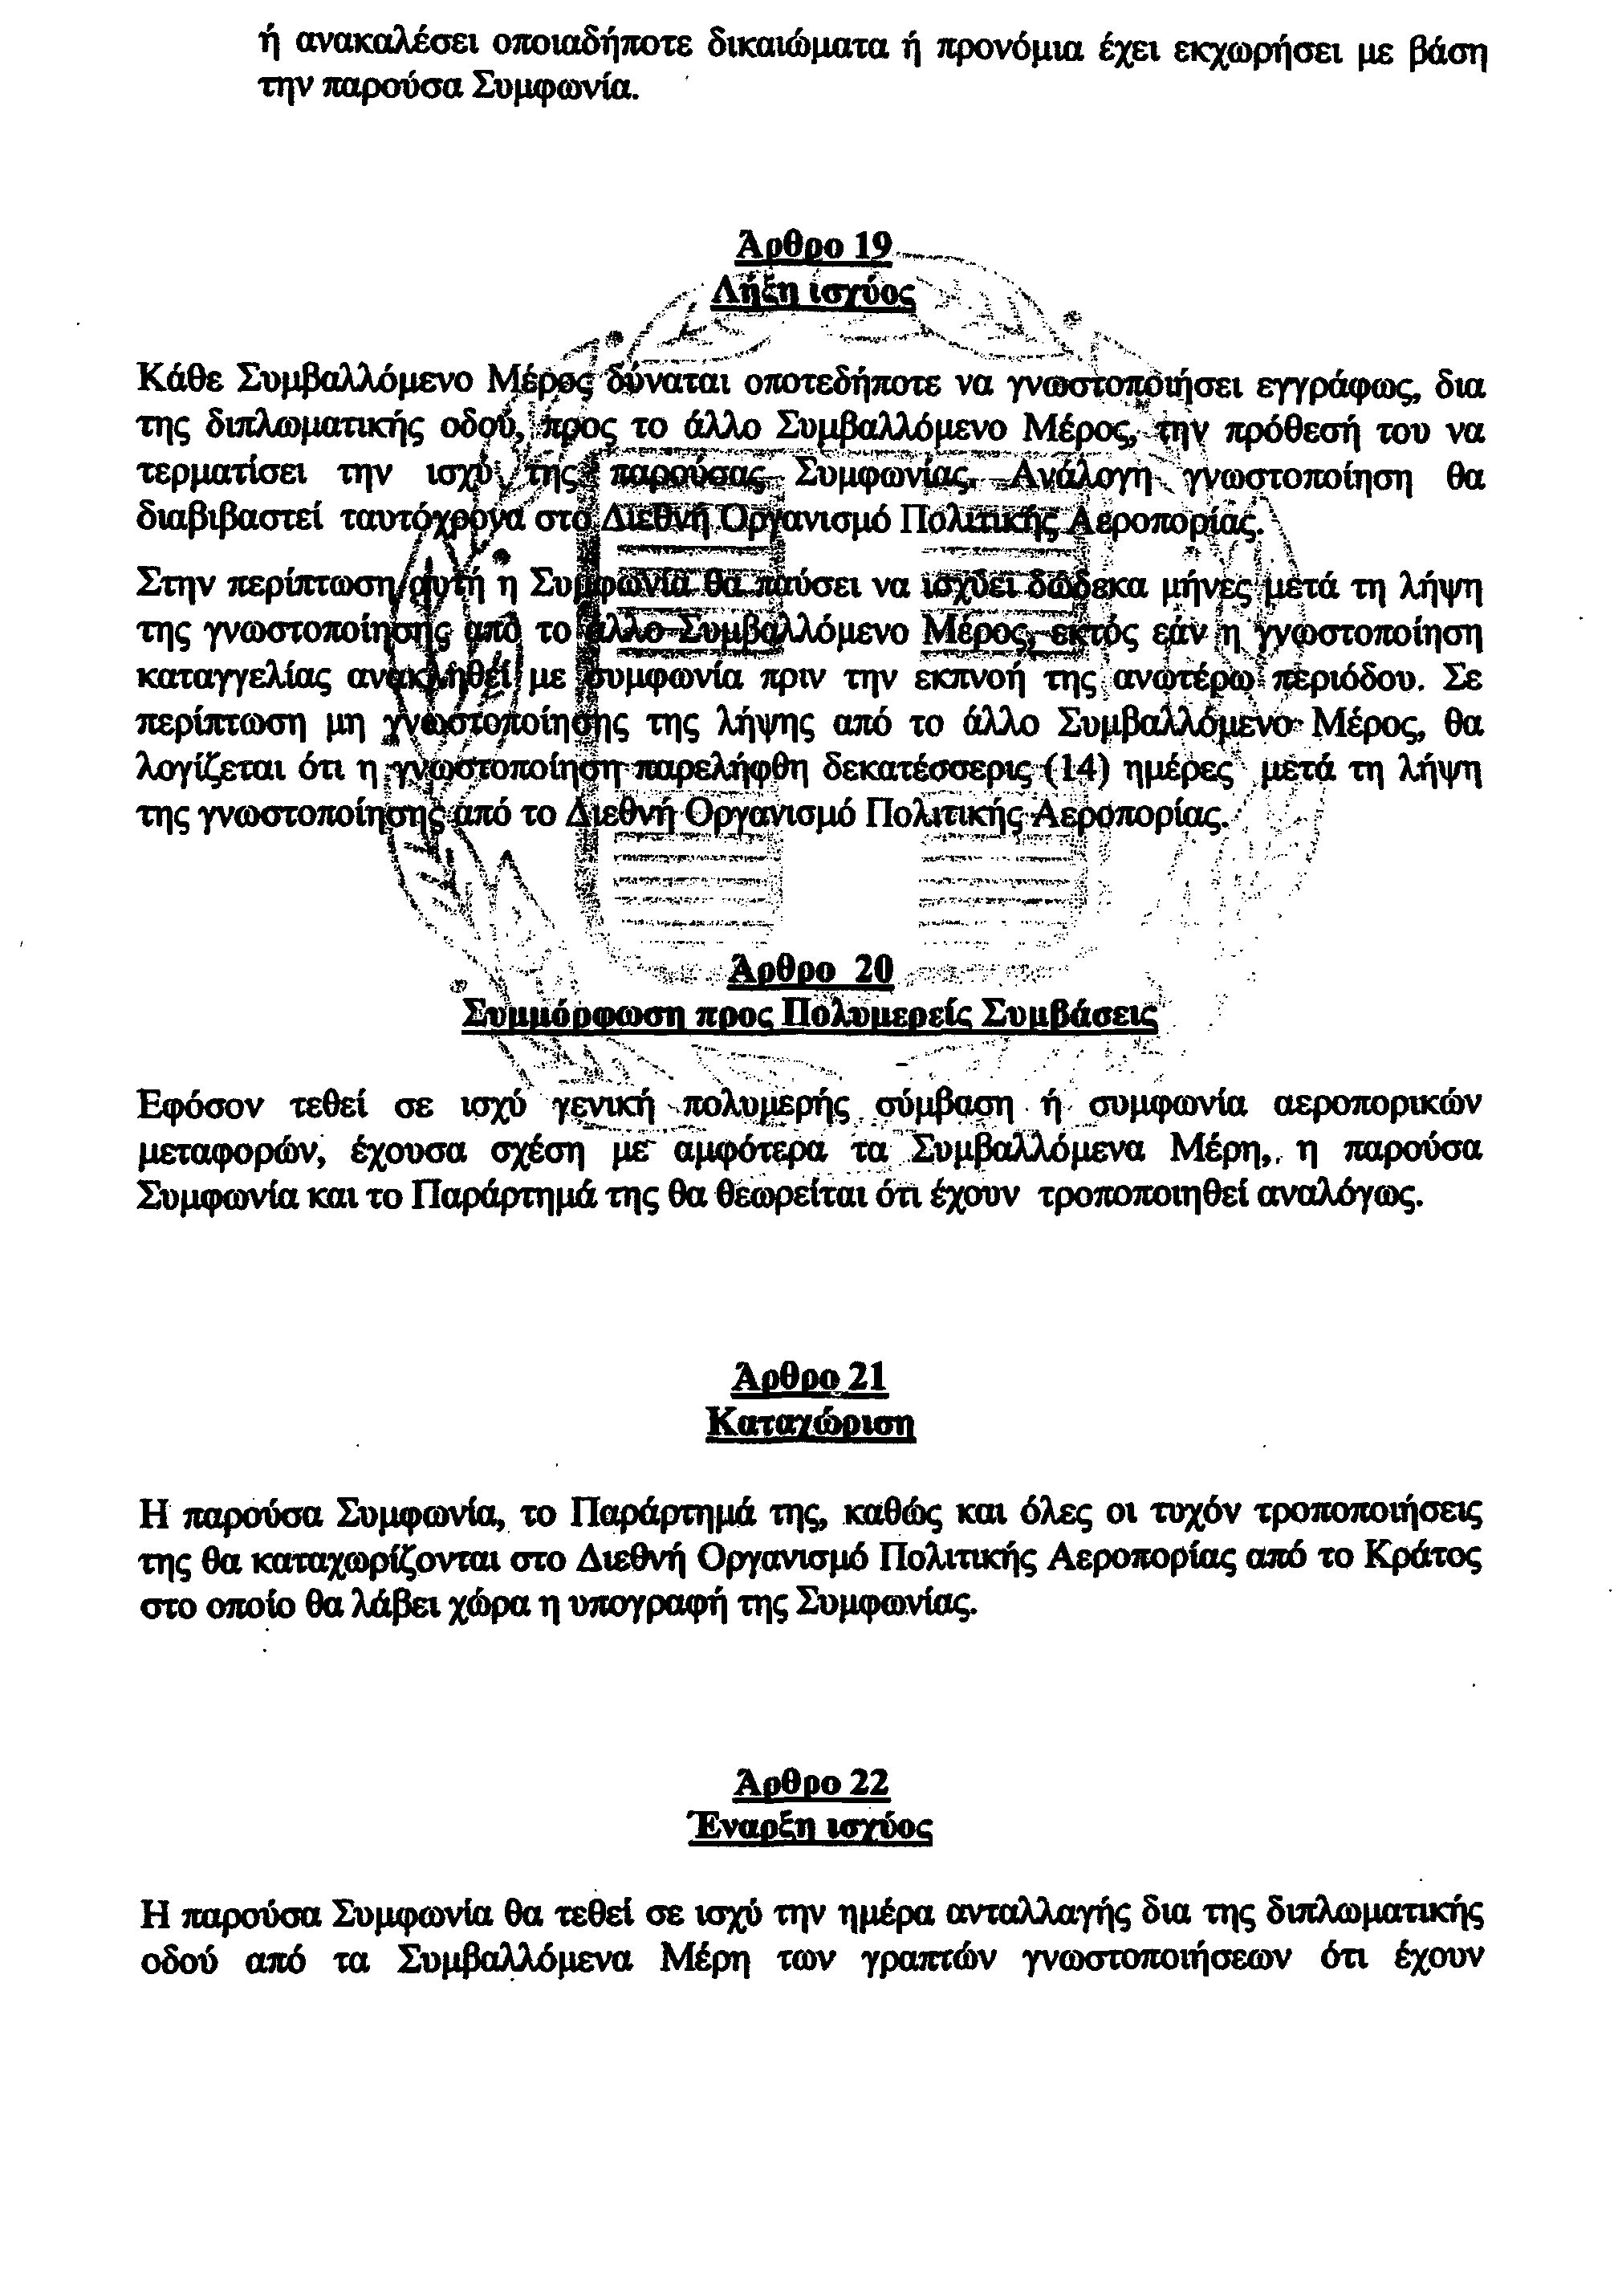 ή ανακαλέσει οποιαδήποτε δικαιώματα ή προνόμια έχει εκχωρήσει με βάση
την παρούσα Συμφωνία.
Άρθρο 19
Λήξη ισχύος
Κάθε Συμβαλλόμενο Μέρος δύναται οποτεδήποτε να γνωστοποιήσει εγγράφως, δια
της διπλωματικής οδού, προς το άλλο Συμβαλλόμενο Μέρος, την πρόθεσή του να
τερματίσει την ισχύ της παρούσας Συμφωνίας. Ανάλογη γνωστοποίηση θα
διαβιβαστεί ταυτόχρονα στο Διεθνή Οργανισμό Πολιτικής Αεροπορίας.
Στην περίπτωση αυτή η Συμφωνία θα παύσει να ισχύει δώδεκα μήνες μετά τη λήψη
της γνωστοποίησης από το άλλο Συμβαλλόμενο Μέρος, εκτός εάν η γνωστοποίηση
καταγγελίας ανακληθεί με συμφωνία πριν την εκπνοή της ανωτέρω περιόδου. Σε
περίπτωση μη γνωστοποίησης της λήψης από το άλλο Συμβαλλόμενο Μέρος, θα
λογίζεται ότι η γνωστοποίηση παρελήφθη δεκατέσσερις (14) ημέρες μετά τη λήψη
της γνωστοποίησης από το Διεθνή Οργανισμό Πολιτικής Αεροπορίας.
Άρθρο 20
Συμμόρφωση προς Πολυμερείς Συμβάσεις
Εφόσον τεθεί σε ισχύ γενική πολυμερής σύμβαση ή συμφωνία αεροπορικών
μεταφορών, έχουσα σχέση με αμφότερα τα Συμβαλλόμενα Μέρη, η παρούσα
Συμφωνία και το Παράρτημά της θα θεωρείται ότι έχουν τροποποιηθεί αναλόγως.
Άρθρο 21
Καταχώριση
Η παρούσα Συμφωνία, το Παράρτημά της, καθώς και όλες οι τυχόν τροποποιήσεις
της θα καταχωρίζονται στο Διεθνή Οργανισμό Πολιτικής Αεροπορίας από το Κράτος
στο οποίο θα λάβει χώρα η υπογραφή της Συμφωνίας.
Άρθρο 22
Έναρξη ισχύος
Η παρούσα Συμφωνία θα τεθεί σε ισχύ την ημέρα ανταλλαγής δια της διπλωματικής
οδού από τα Συμβαλλόμενα Μέρη των γραπτών γνωστοποιήσεων ότι έχουν